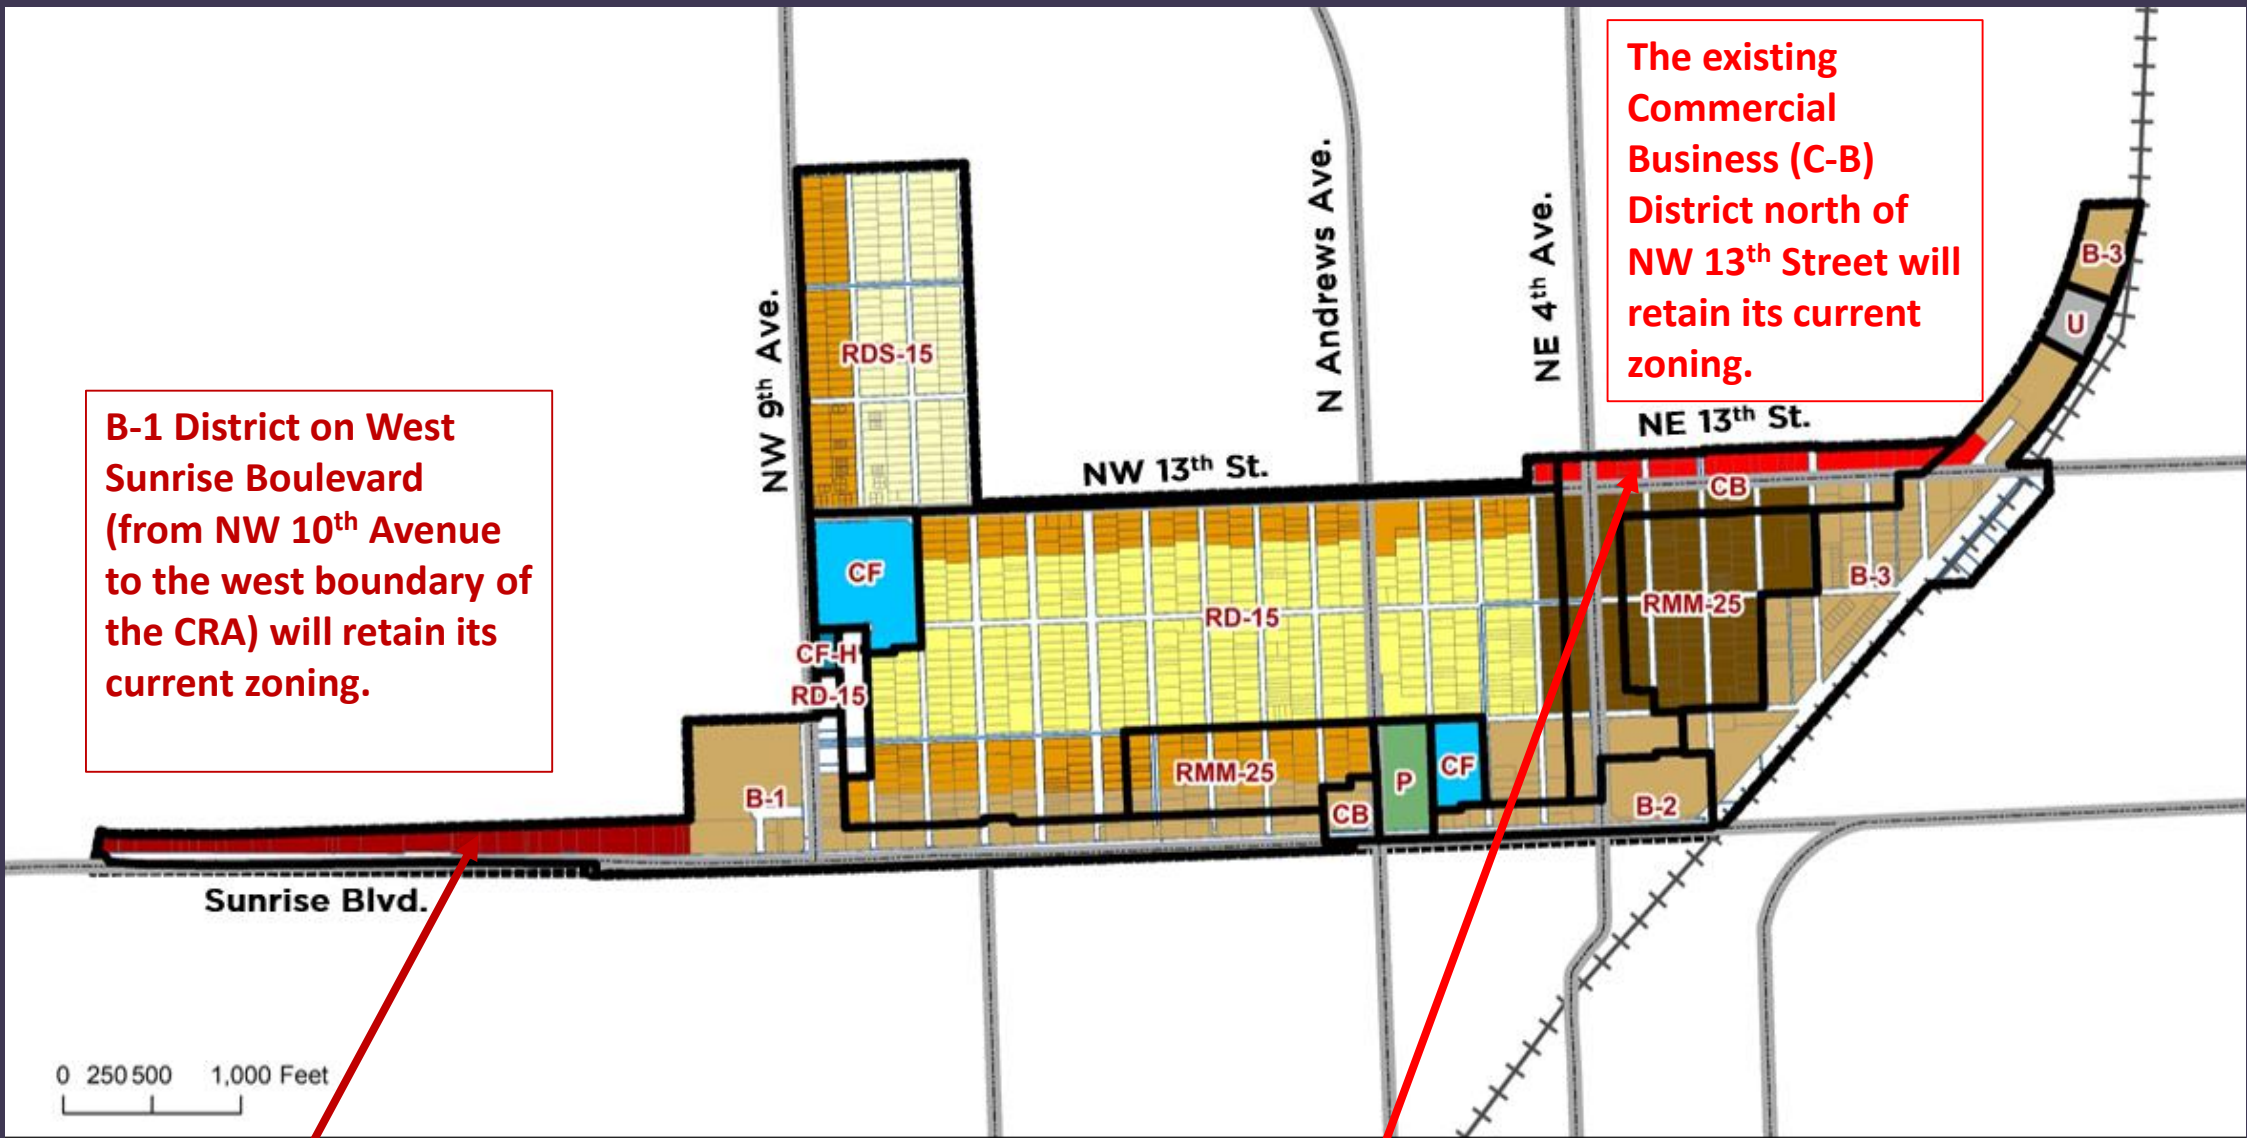 The existing
Commercial
Business (C-B)
District north of
NW 13th Street will
retain its current
zoning.
B-1 District on West
Sunrise Boulevard
(from NW 10th Avenue
to the west boundary of
the CRA) will retain its
current zoning.
NW 9th Ave.
N Andrews Ave.
NE 4th Ave.
NE 13th St.
NW 13th St.
Sunrise Blvd.
B-3
U
RDS-15
CB
CF
B-3
RMM-25
RD-15
CF-H
RD-15
RMM-25
P
CF
B-1
CB
B-2
0 250 500 1,000 Feet